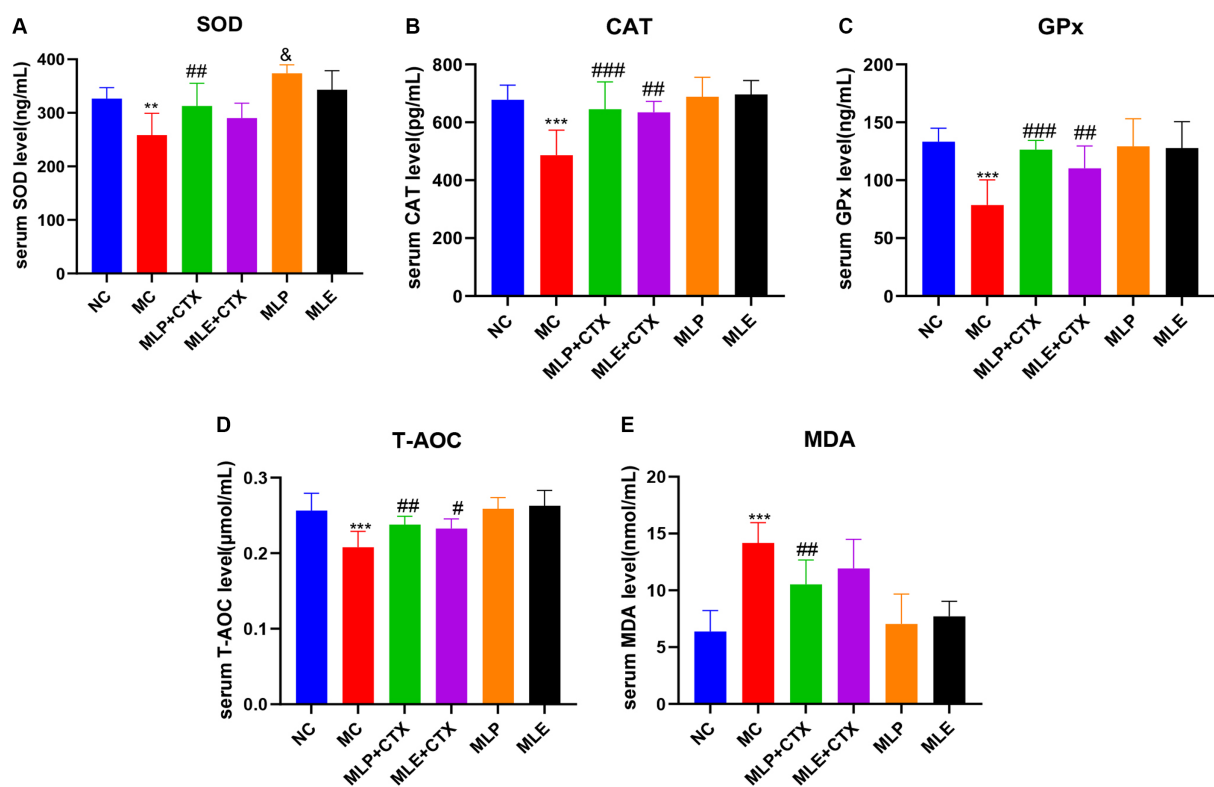 A
SOD
serum SOD level(ng/mL)
400
300
200
100
0
**
##
&
NC
MC
MLP+CTX
MLE+CTX
MLP
MLE
B
CAT
serum CAT level(pg/mL)
800
600
400
200
0
***
###
##
NC
MC
MLP+CTX
MLE+CTX
MLP
MLE
C
GPx
serum GPx level(ng/mL)
200
150
100
50
0
***
###
##
NC
MC
MLP+CTX
MLE+CTX
MLP
MLE
D
T-AOC
serum T-AOC level(μmol/mL)
0.3
0.2
0.1
0.0
***
##
#
NC
MC
MLP+CTX
MLE+CTX
MLP
MLE
E
MDA
serum MDA level(nmol/mL)
20
15
10
5
0
***
##
NC
MC
MLP+CTX
MLE+CTX
MLP
MLE